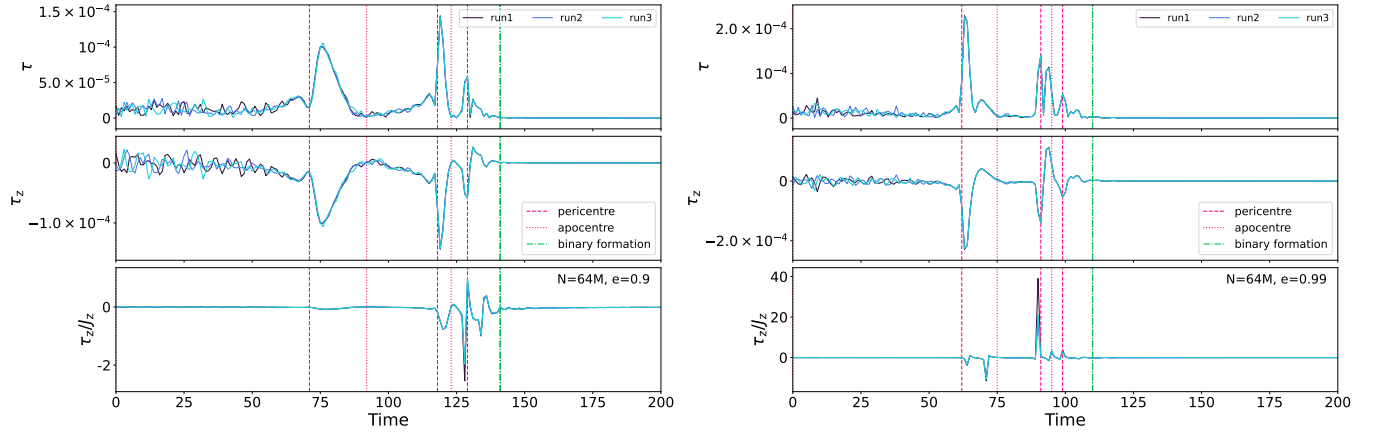 run1 run2 run3
1.5 × 10⁻⁴
10⁻⁴
5.0 × 10⁻⁵
0
τ
0
−1.0 × 10⁻⁴
τ_z
pericentre
apocentre
binary formation
N=64M, e=0.9
0
-2
τ_z/J_z
0 25 50 75 100 125 150 175 200
Time
run1 run2 run3
2.0 × 10⁻⁴
10⁻⁴
0
τ
0
−2.0 × 10⁻⁴
τ_z
pericentre
apocentre
binary formation
N=64M, e=0.99
40
20
0
τ_z/J_z
0 25 50 75 100 125 150 175 200
Time